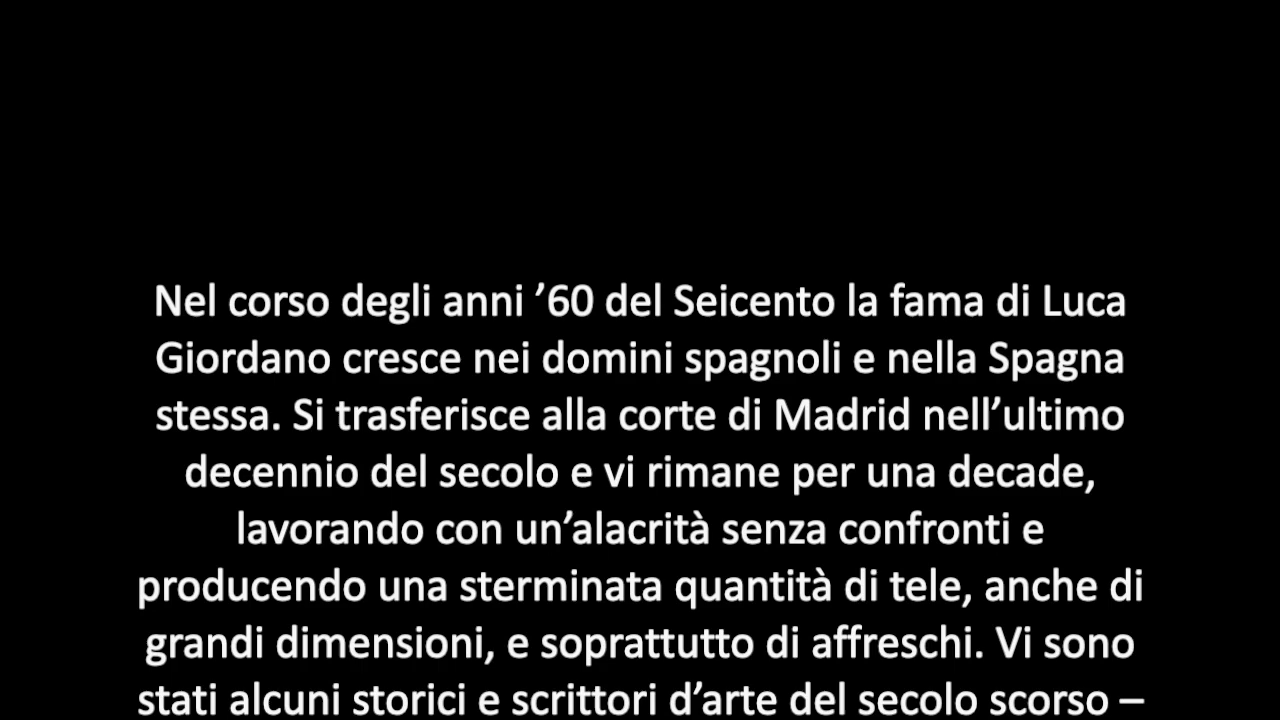 Nel corso degli anni ’60 del Seicento la fama di Luca
Giordano cresce nei domini spagnoli e nella Spagna
stessa. Si trasferisce alla corte di Madrid nell’ultimo
decennio del secolo e vi rimane per una decade,
lavorando con un’alacrità senza confronti e
producendo una sterminata quantità di tele, anche di
grandi dimensioni, e soprattutto di affreschi. Vi sono
stati alcuni storici e scrittori d’arte del secolo scorso –